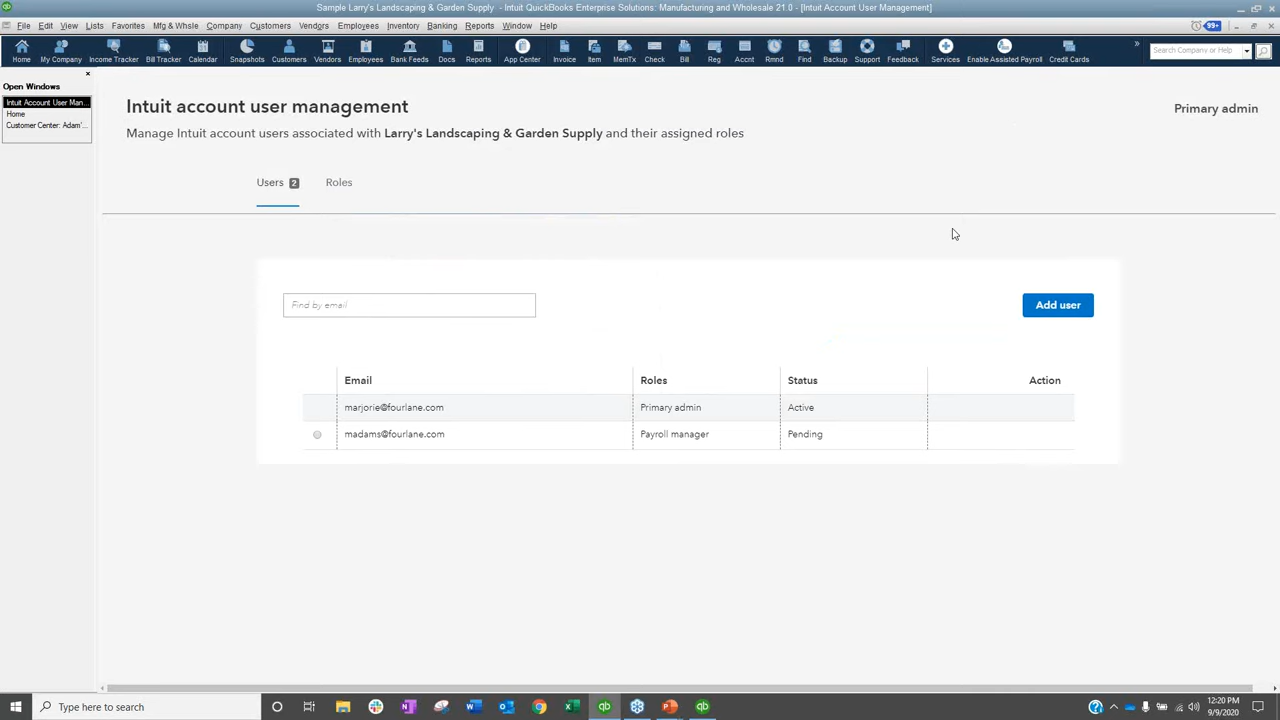 Sample Larry's Landscaping & Garden Supply - Intuit QuickBooks Enterprise Solutions: Manufacturing and Wholesale 21.0 - [Intuit Account User Management]
File Edit View Lists Favorites Mfg & Whsle Company Customers Vendors Employees Inventory Banking Reports Window Help
99+
Home My Company Income Tracker Bill Tracker Calendar Snapshots Customers Vendors Employees Bank Feeds Docs Reports App Center Invoice Item MemTx Check Bill Reg Accnt Rmnd Find Backup Support Feedback Services Enable Assisted Payroll Credit Cards
Search Company or Help
Open Windows
Intuit Account User Man...
Home
Customer Center: Adam'...
Intuit account user management
Primary admin
Manage Intuit account users associated with Larry's Landscaping & Garden Supply and their assigned roles
Users 2 Roles
Find by email
Add user
Email Roles Status Action
marjorie@fourlane.com Primary admin Active
madams@fourlane.com Payroll manager Pending
Type here to search
12:20 PM
9/9/2020